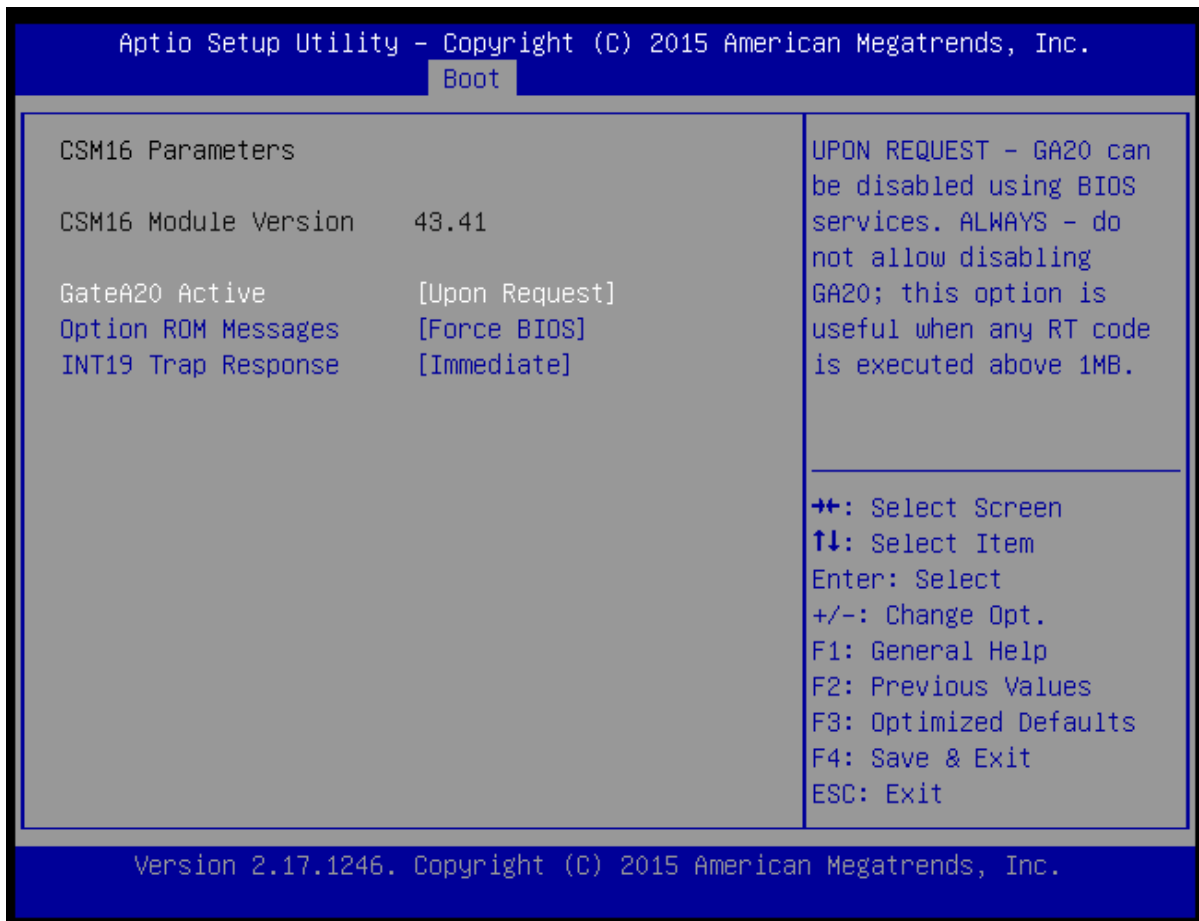 Aptio Setup Utility – Copyright (C) 2015 American Megatrends, Inc.
Boot
CSM16 Parameters
CSM16 Module Version 43.41
GateA20 Active [Upon Request]
Option ROM Messages [Force BIOS]
INT19 Trap Response [Immediate]
UPON REQUEST – GA20 can
be disabled using BIOS
services. ALWAYS – do
not allow disabling
GA20; this option is
useful when any RT code
is executed above 1MB.
→←: Select Screen
↑↓: Select Item
Enter: Select
+/-: Change Opt.
F1: General Help
F2: Previous Values
F3: Optimized Defaults
F4: Save & Exit
ESC: Exit
Version 2.17.1246. Copyright (C) 2015 American Megatrends, Inc.